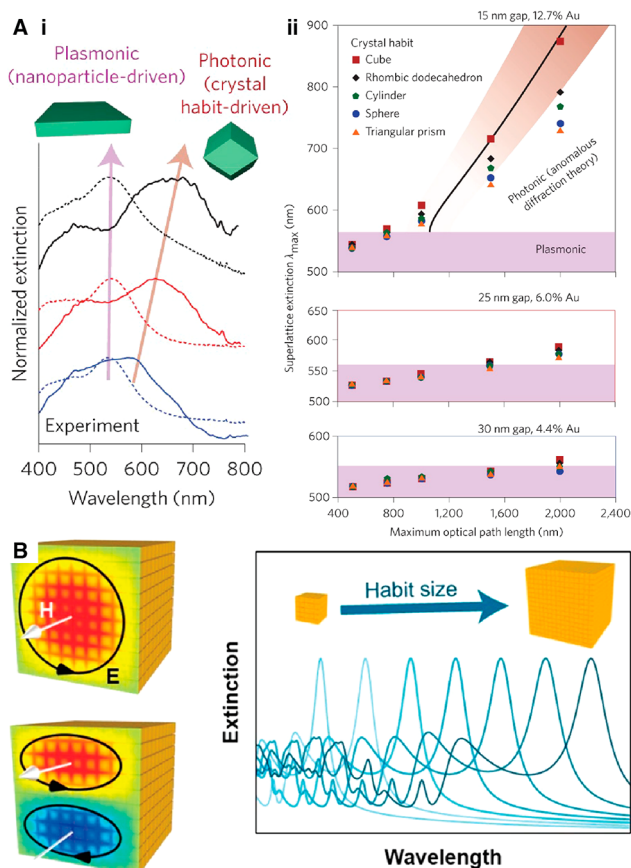 A i
Plasmonic
(nanoparticle-driven)
Photonic
(crystal
habit-driven)
Normalized extinction
Experiment
400 500 600 700 800
Wavelength (nm)
ii
15 nm gap, 12.7% Au
900
800
700
600
500
Crystal habit
Cube
Rhombic dodecahedron
Cylinder
Sphere
Triangular prism
Photonic (anomalous
diffraction theory)
Plasmonic
Superlattice extinction λmax (nm)
25 nm gap, 6.0% Au
650
600
550
500
30 nm gap, 4.4% Au
600
500
400 800 1,200 1,600 2,000
Maximum optical path length (nm)
B
H
E
Habit size
Extinction
Wavelength